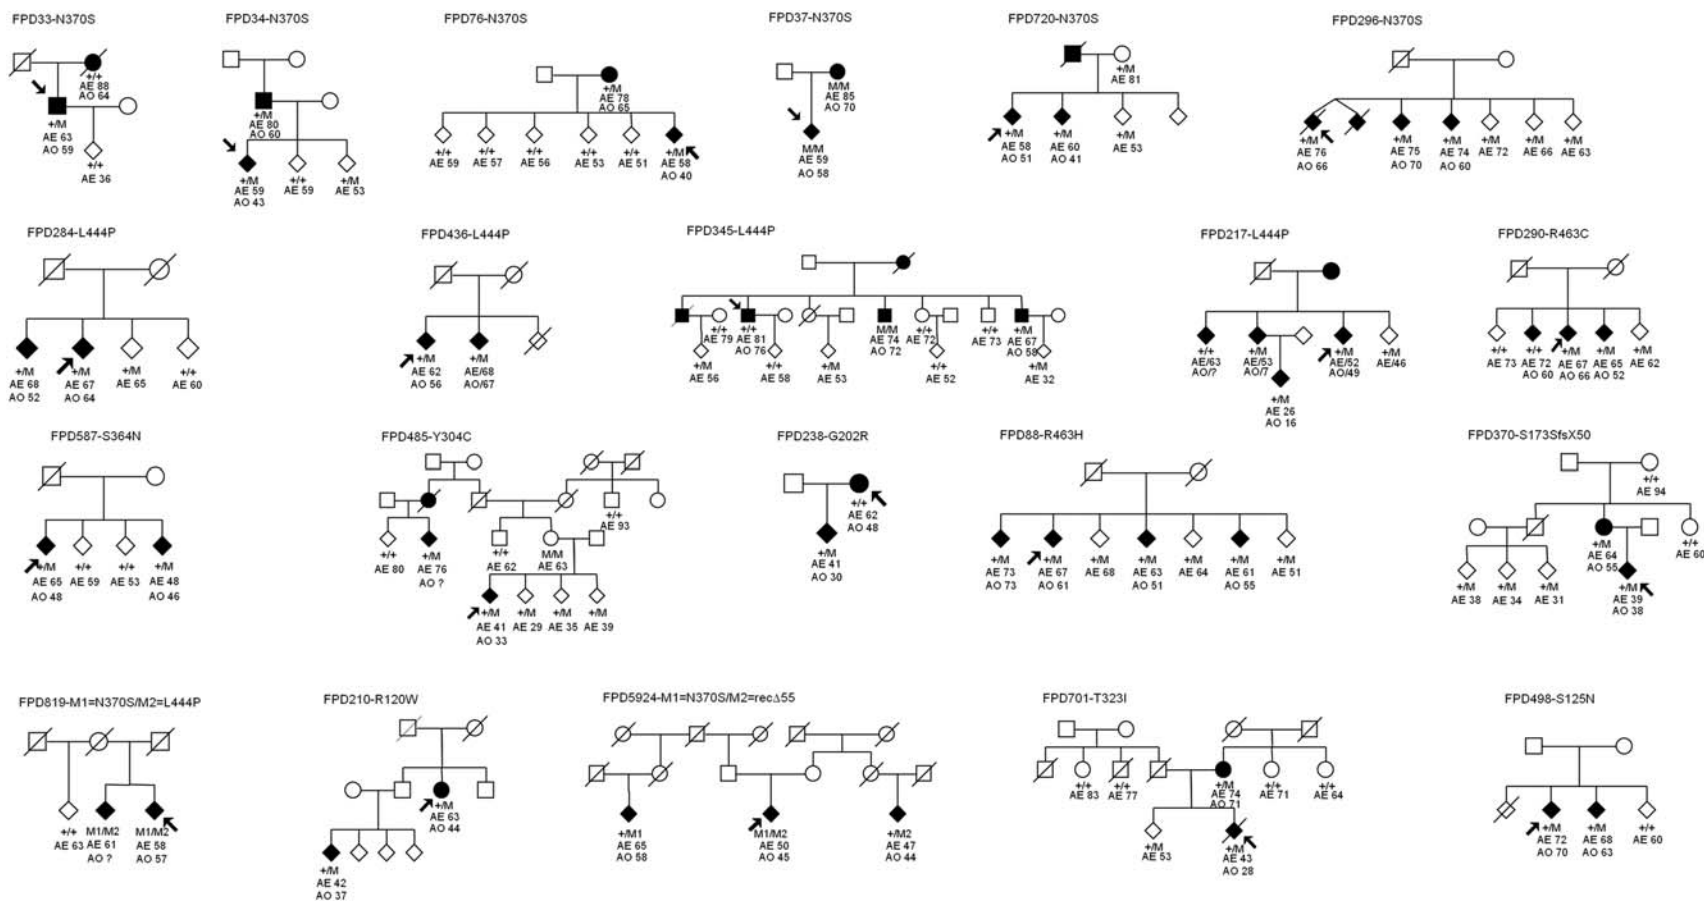 FPD33-N370S
+/+
AE 88
AO 64
+/M
AE 63
AO 59
+/+
AE 36
FPD34-N370S
+/M
AE 80
AO 60
+/M
AE 59
AO 43
+/+
AE 59
+/M
AE 53
FPD76-N370S
+/M
AE 78
AO 65
+/+
AE 59
+/+
AE 57
+/+
AE 56
+/+
AE 53
+/+
AE 51
+/M
AE 58
AO 40
FPD37-N370S
M/M
AE 85
AO 70
M/M
AE 59
AO 58
FPD720-N370S
+/M
AE 81
+/M
AE 58
AO 51
+/M
AE 60
AO 41
+/M
AE 53
FPD296-N370S
+/M
AE 76
AO 66
+/M
AE 75
AO 70
+/M
AE 74
AO 60
+/M
AE 72
+/M
AE 66
+/M
AE 63
FPD284-L444P
+/M
AE 68
AO 52
+/M
AE 67
AO 64
+/M
AE 65
+/+
AE 60
FPD436-L444P
+/M
AE 62
AO 56
+/M
AE/68
AO/67
FPD345-L444P
+/+
AE 79
+/+
AE 81
AO 76
M/M
AE 74
AO 72
+/+
AE 72
+/+
AE 73
+/M
AE 67
AO 58
+/M
AE 56
+/+
AE 58
+/M
AE 53
+/+
AE 52
+/M
AE 32
FPD217-L444P
+/+
AE/63
AO/?
+/M
AE/53
AO/?
+/M
AE/52
AO/49
+/M
AE/46
+/M
AE 26
AO 16
FPD290-R463C
+/+
AE 73
+/+
AE 72
AO 60
+/M
AE 67
AO 66
+/M
AE 65
AO 52
+/M
AE 62
FPD587-S364N
+/M
AE 65
AO 48
+/+
AE 59
+/+
AE 53
+/M
AE 48
AO 46
FPD485-Y304C
+/+
AE 93
+/+
AE 80
+/M
AE 76
AO ?
+/+
AE 62
M/M
AE 63
+/M
AE 41
AO 33
+/M
AE 29
+/M
AE 35
+/M
AE 39
FPD238-G202R
+/+
AE 62
AO 48
+/M
AE 41
AO 30
FPD88-R463H
+/M
AE 73
AO 73
+/M
AE 67
AO 61
+/M
AE 68
+/M
AE 63
AO 51
+/M
AE 64
+/M
AE 61
AO 55
+/M
AE 51
FPD370-S173SfsX50
+/+
AE 94
+/M
AE 64
AO 55
+/+
AE 60
+/M
AE 38
+/M
AE 34
+/M
AE 31
+/M
AE 39
AO 38
FPD819-M1=N370S/M2=L444P
+/+
AE 63
M1/M2
AE 61
AO ?
M1/M2
AE 58
AO 57
FPD210-R120W
+/M
AE 63
AO 44
+/M
AE 42
AO 37
FPD5924-M1=N370S/M2=recΔ55
+/M1
AE 65
AO 58
M1/M2
AE 50
AO 45
+/M2
AE 47
AO 44
FPD701-T323I
+/+
AE 83
+/+
AE 77
+/M
AE 74
AO 71
+/+
AE 71
+/+
AE 64
+/M
AE 53
+/M
AE 43
AO 28
FPD498-S125N
+/M
AE 72
AO 70
+/M
AE 68
AO 63
+/+
AE 60